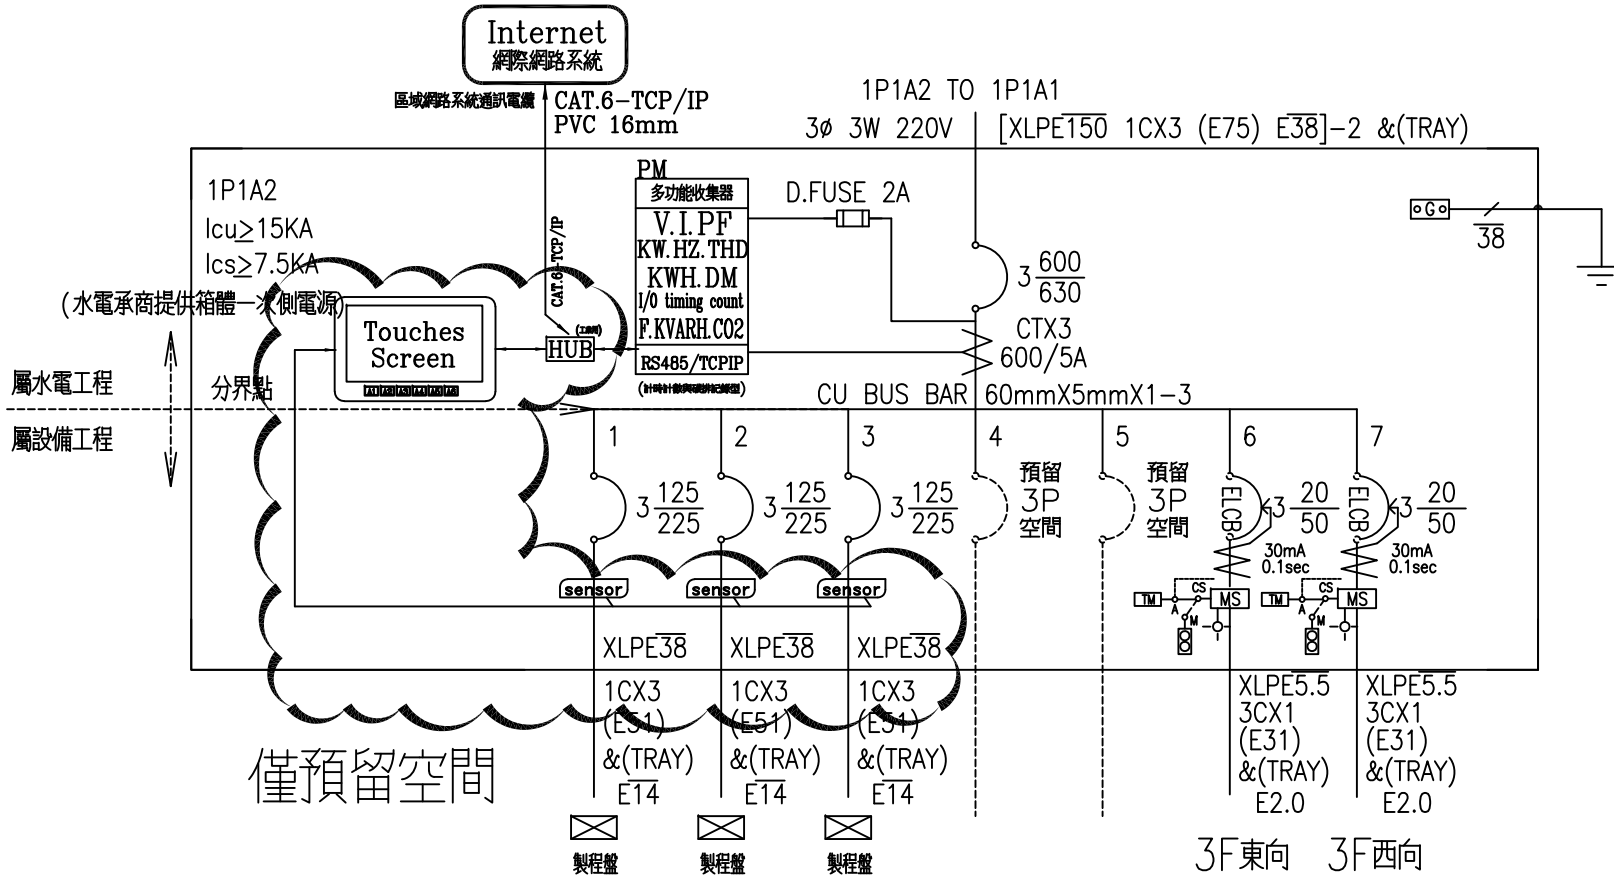 Internet
網際網路系統
區域網路系統通訊電纜
CAT.6-TCP/IP
PVC 16mm
1P1A2 TO 1P1A1
3ø 3W 220V
[XLPE150 1CX3 (E75) E38]-2 &(TRAY)
1P1A2
Icu≥15KA
Ics≥7.5KA
(水電承商提供箱體一次側電源)
屬水電工程
分界點
屬設備工程
Touches
Screen
CAT.6-TCP/IP
HUB
PM
多功能收集器
V.I.PF
KW.HZ.THD
KWH.DM
I/O timing count
F.KVARH.CO2
RS485/TCPIP
D.FUSE 2A
3 600
630
CTX3
600/5A
G
38
CU BUS BAR 60mmX5mmX1-3
1
2
3
4
5
6
7
3 125
225
3 125
225
3 125
225
預留
3P
空間
預留
3P
空間
ELCB
3 20
50
30mA
0.1sec
ELCB
3 20
50
30mA
0.1sec
sensor
sensor
sensor
TM
A
CS
M
MS
TM
A
CS
M
MS
XLPE38
1CX3
(E51)
&(TRAY)
E14
製程盤
XLPE38
1CX3
(E51)
&(TRAY)
E14
製程盤
XLPE38
1CX3
(E51)
&(TRAY)
E14
製程盤
XLPE5.5
3CX1
(E31)
&(TRAY)
E2.0
3F東向
XLPE5.5
3CX1
(E31)
&(TRAY)
E2.0
3F西向
僅預留空間